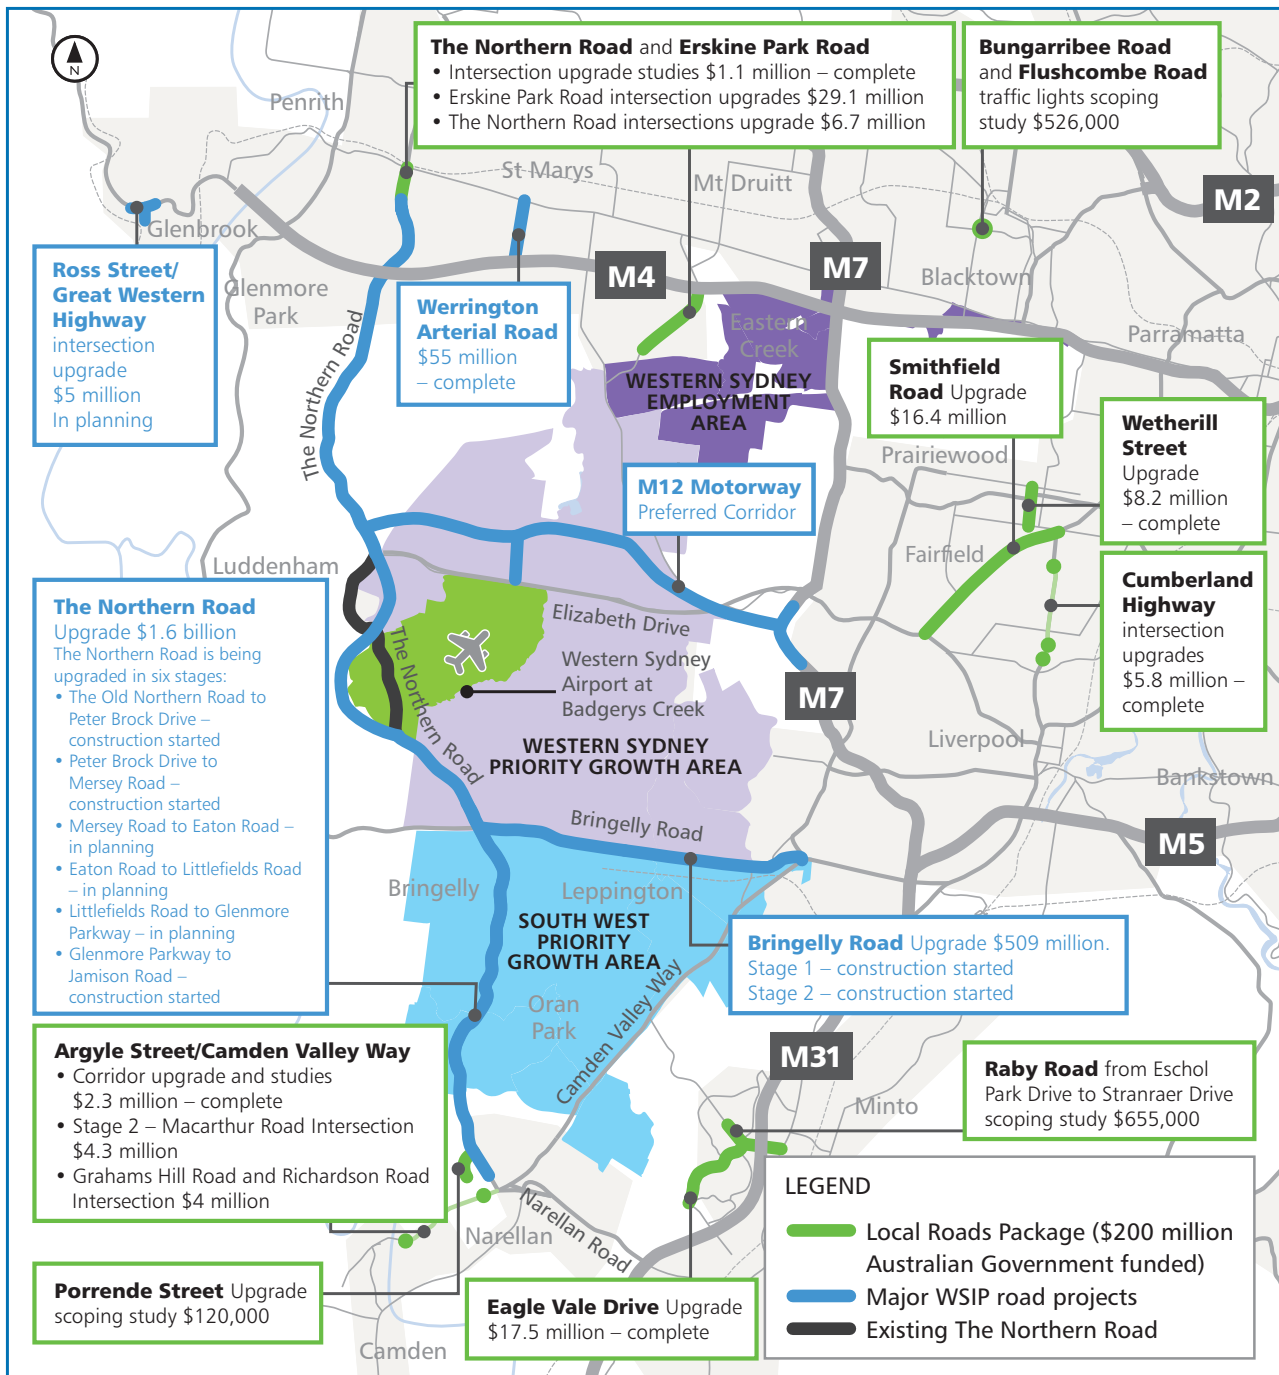 N
The Northern Road and Erskine Park Road
• Intersection upgrade studies $1.1 million – complete
• Erskine Park Road intersection upgrades $29.1 million
• The Northern Road intersections upgrade $6.7 million
Bungarribee Road
and Flushcombe Road
traffic lights scoping
study $526,000
Penrith
St Marys
Mt Druitt
M2
Glenbrook
Ross Street/
Great Western
Highway
intersection
upgrade
$5 million
In planning
Glenmore
Park
M4
M7
Blacktown
Werrington
Arterial Road
$55 million
– complete
Eastern
Creek
Parramatta
The Northern Road
WESTERN SYDNEY
EMPLOYMENT
AREA
Smithfield
Road Upgrade
$16.4 million
Wetherill
Street
Upgrade
$8.2 million
– complete
Prairiewood
M12 Motorway
Preferred Corridor
Fairfield
Luddenham
Cumberland
Highway
intersection
upgrades
$5.8 million –
complete
The Northern Road
Upgrade $1.6 billion
The Northern Road is being
upgraded in six stages:
• The Old Northern Road to
Peter Brock Drive –
construction started
• Peter Brock Drive to
Mersey Road –
construction started
• Mersey Road to Eaton Road –
in planning
• Eaton Road to Littlefields Road
– in planning
• Littlefields Road to Glenmore
Parkway – in planning
• Glenmore Parkway to
Jamison Road –
construction started
Elizabeth Drive
The Northern Road
Western Sydney
Airport at
Badgerys Creek
M7
WESTERN SYDNEY
PRIORITY GROWTH AREA
Liverpool
Bankstown
Bringelly Road
M5
Bringelly
Leppington
SOUTH WEST
PRIORITY
GROWTH AREA
Bringelly Road Upgrade $509 million.
Stage 1 – construction started
Stage 2 – construction started
Oran
Park
Camden Valley Way
Argyle Street/Camden Valley Way
• Corridor upgrade and studies
$2.3 million – complete
• Stage 2 – Macarthur Road Intersection
$4.3 million
• Grahams Hill Road and Richardson Road
Intersection $4 million
M31
Raby Road from Eschol
Park Drive to Stranraer Drive
scoping study $655,000
Minto
Narellan
Narellan Road
Porrende Street Upgrade
scoping study $120,000
Eagle Vale Drive Upgrade
$17.5 million – complete
Camden
LEGEND
Local Roads Package ($200 million
Australian Government funded)
Major WSIP road projects
Existing The Northern Road